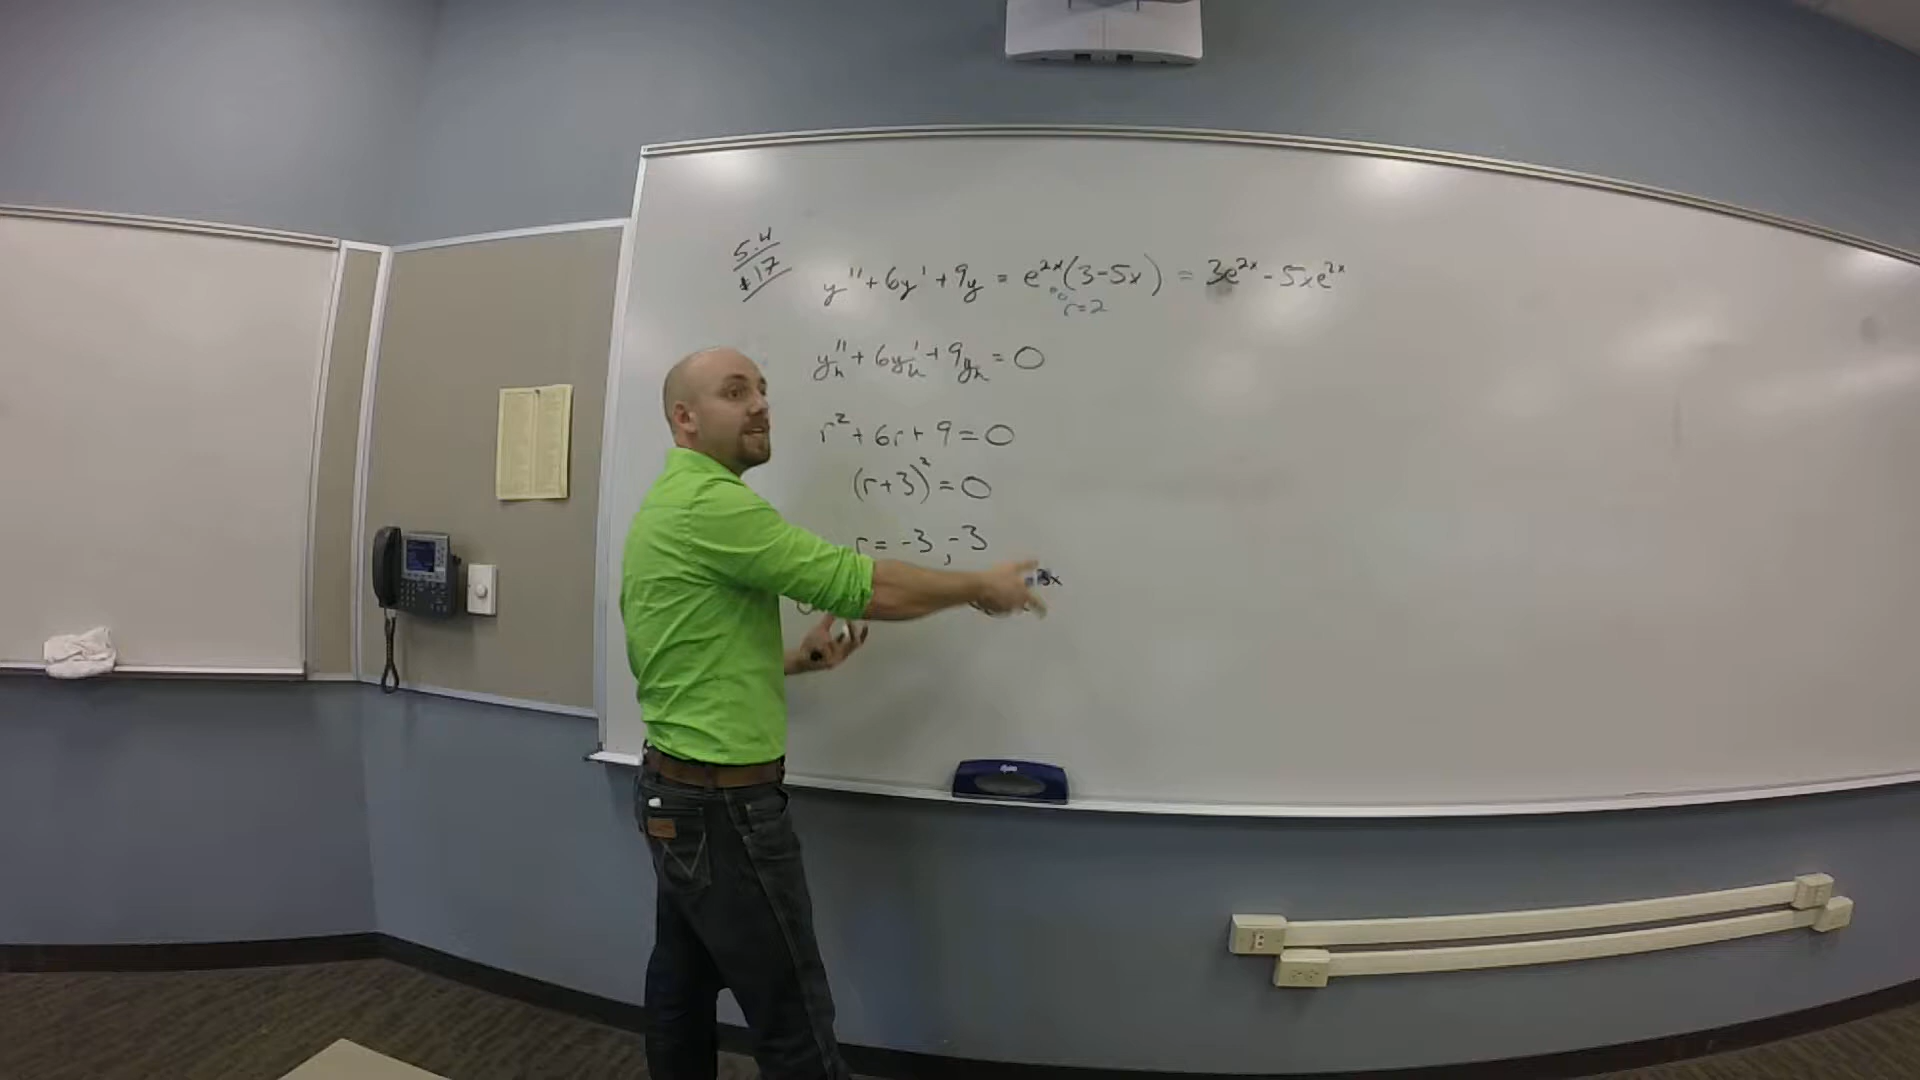 5.4
#17
y'' + 6y' + 9y = e^{2x}(3-5x) = 3e^{2x} - 5xe^{2x}
r=2
y_h'' + 6y_h' + 9y_h = 0
r² + 6r + 9 = 0
(r+3)² = 0
r = -3, -3
3x